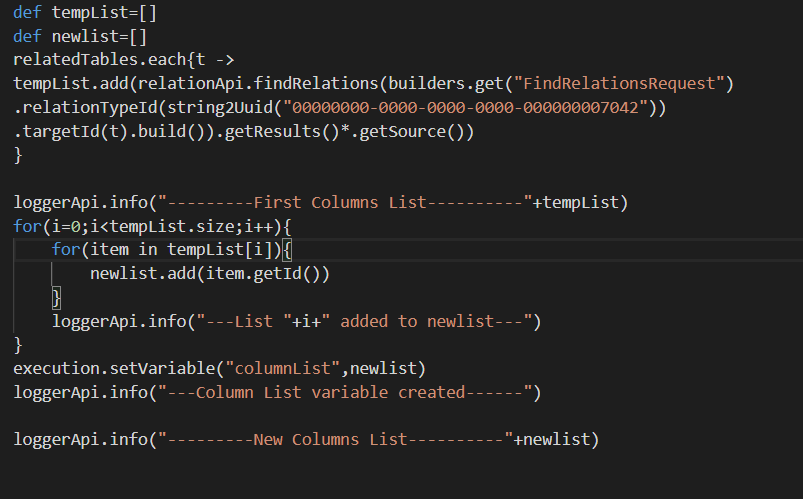 def tempList=[]
def newlist=[]
relatedTables.each{t ->
tempList.add(relationApi.findRelations(builders.get("FindRelationsRequest")
.relationTypeId(string2Uuid("00000000-0000-0000-0000-000000007042"))
.targetId(t).build()).getResults()*.getSource())
}
loggerApi.info("---------First Columns List----------"+tempList)
for(i=0;i<tempList.size;i++){
    for(item in tempList[i]){
        newlist.add(item.getId())
    }
    loggerApi.info("---List "+i+" added to newlist---")
}
execution.setVariable("columnList",newlist)
loggerApi.info("---Column List variable created------")
loggerApi.info("---------New Columns List----------"+newlist)